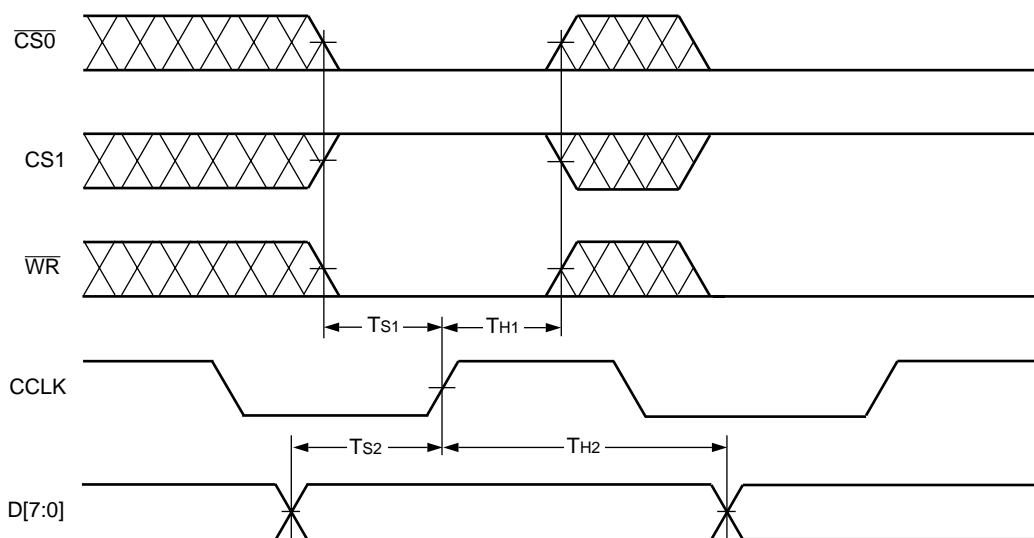 CS0
CS1
WR
TS1 TH1
CCLK
TS2 TH2
D[7:0]